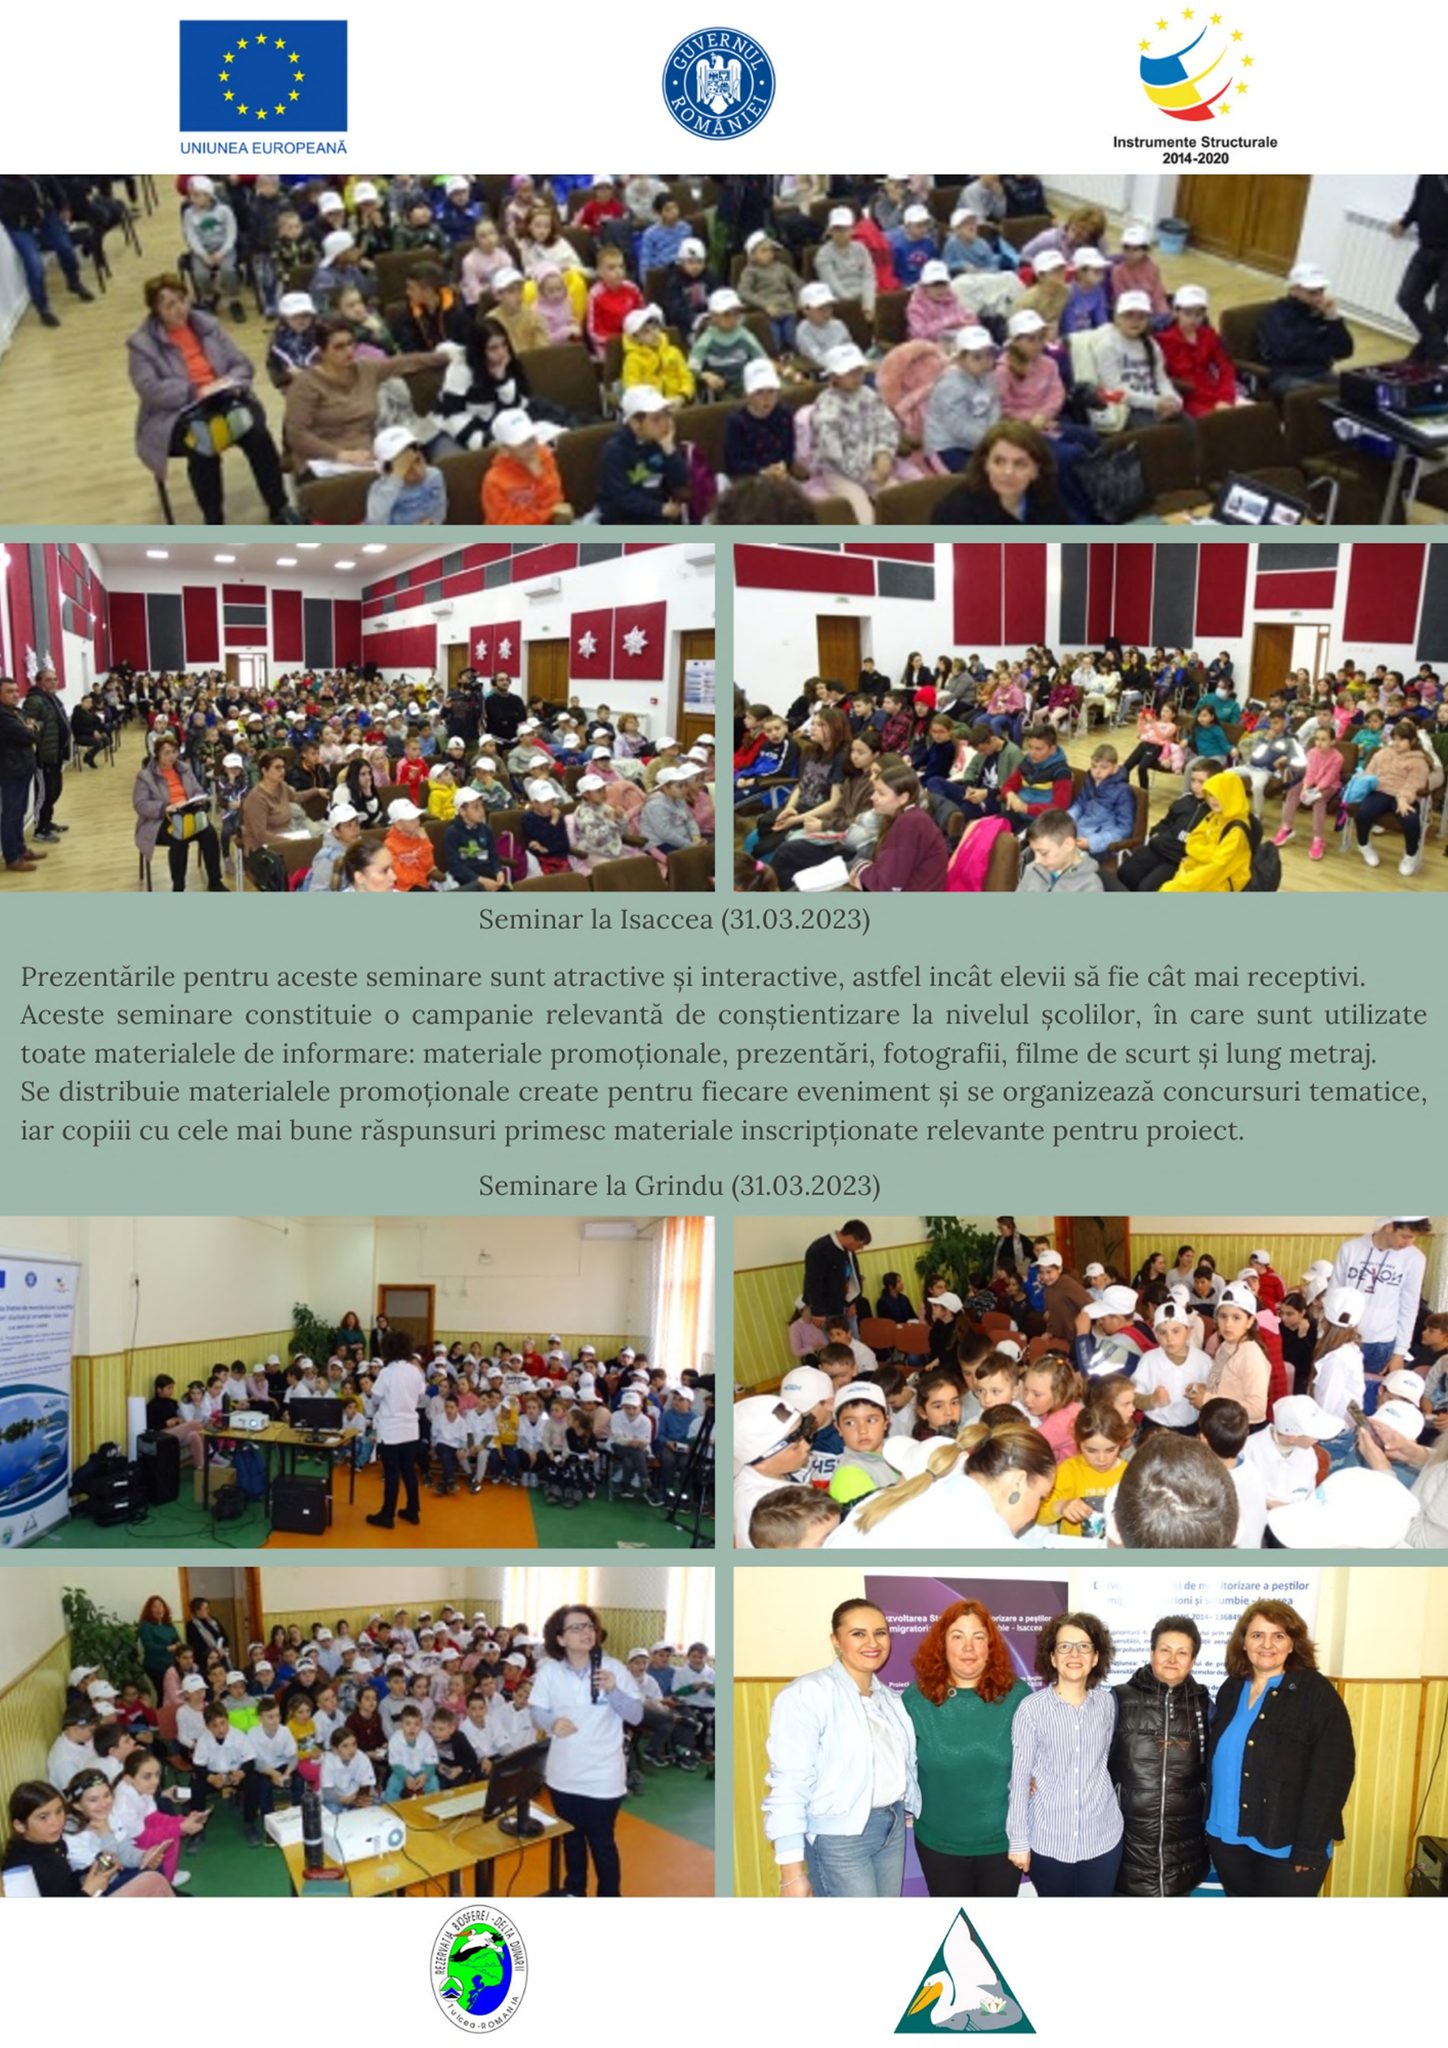 UNIUNEA EUROPEANĂ
GUVERNUL ROMÂNIEI
Instrumente Structurale
2014-2020
Seminar la Isaccea (31.03.2023)
Prezentările pentru aceste seminare sunt atractive și interactive, astfel incât elevii să fie cât mai receptivi.
Aceste seminare constituie o campanie relevantă de conștientizare la nivelul școlilor, în care sunt utilizate
toate materialele de informare: materiale promoționale, prezentări, fotografii, filme de scurt și lung metraj.
Se distribuie materialele promoționale create pentru fiecare eveniment și se organizează concursuri tematice,
iar copiii cu cele mai bune răspunsuri primesc materiale inscripționate relevante pentru proiect.
Seminare la Grindu (31.03.2023)
itorizare a peștilor
Isaccea
REZERVAȚIA BIOSFEREI - DELTA DUNĂRII
Tulcea - ROMANIA